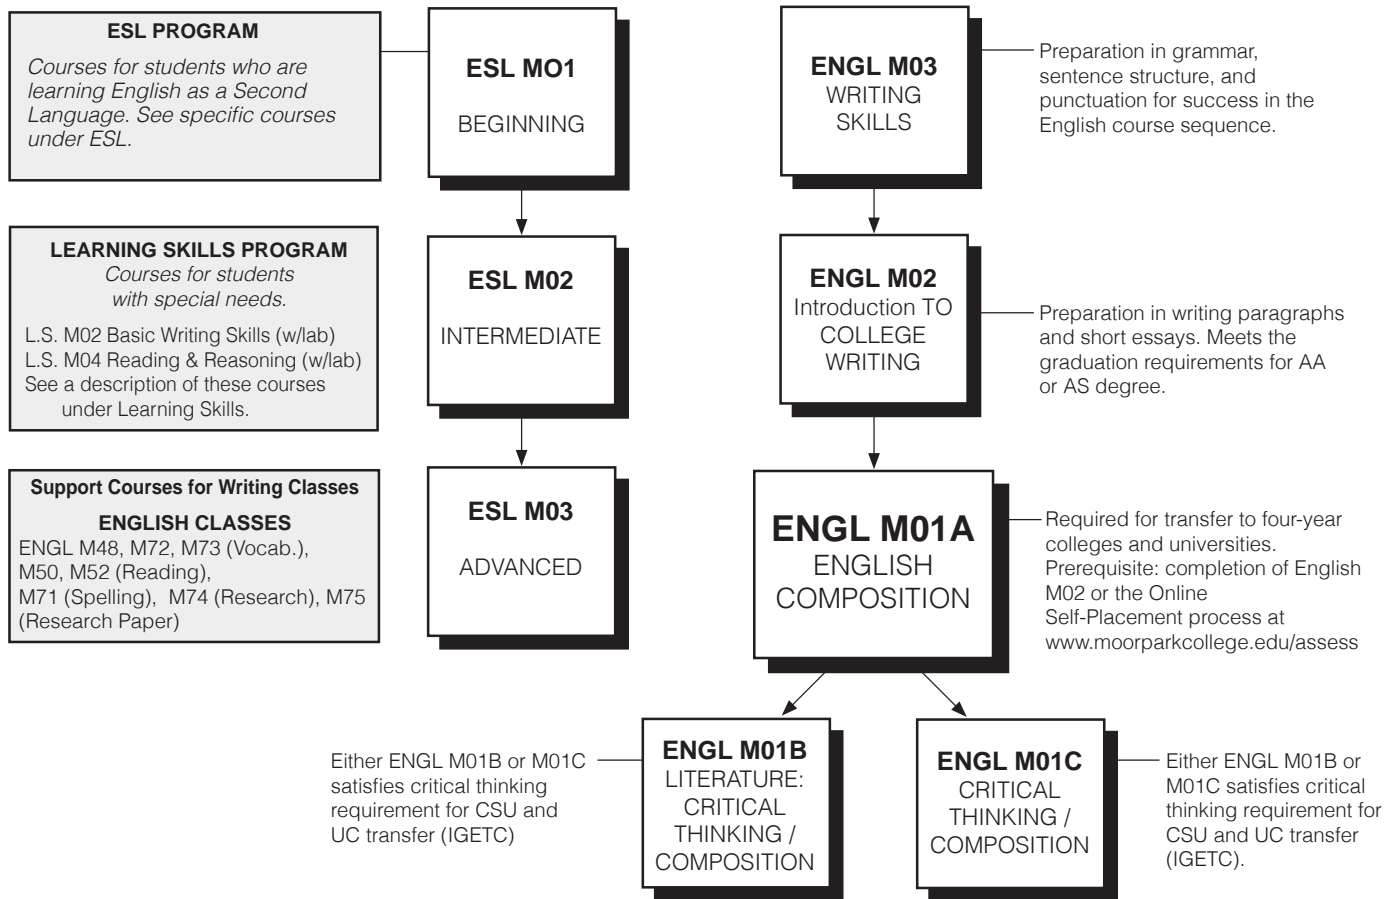 ESL PROGRAM
Courses for students who are
learning English as a Second
Language. See specific courses
under ESL.
ESL MO1
BEGINNING
ENGL M03
WRITING
SKILLS
Preparation in grammar,
sentence structure, and
punctuation for success in the
English course sequence.
LEARNING SKILLS PROGRAM
Courses for students
with special needs.
L.S. M02 Basic Writing Skills (w/lab)
L.S. M04 Reading & Reasoning (w/lab)
See a description of these courses
under Learning Skills.
ESL M02
INTERMEDIATE
ENGL M02
Introduction TO
COLLEGE
WRITING
Preparation in writing paragraphs
and short essays. Meets the
graduation requirements for AA
or AS degree.
Support Courses for Writing Classes
ENGLISH CLASSES
ENGL M48, M72, M73 (Vocab.),
M50, M52 (Reading),
M71 (Spelling), M74 (Research), M75
(Research Paper)
ESL M03
ADVANCED
ENGL M01A
ENGLISH
COMPOSITION
Required for transfer to four-year
colleges and universities.
Prerequisite: completion of English
M02 or the Online
Self-Placement process at
www.moorparkcollege.edu/assess
Either ENGL M01B or M01C
satisfies critical thinking
requirement for CSU and
UC transfer (IGETC)
ENGL M01B
LITERATURE:
CRITICAL
THINKING /
COMPOSITION
ENGL M01C
CRITICAL
THINKING /
COMPOSITION
Either ENGL M01B or
M01C satisfies critical
thinking requirement for
CSU and UC transfer
(IGETC).